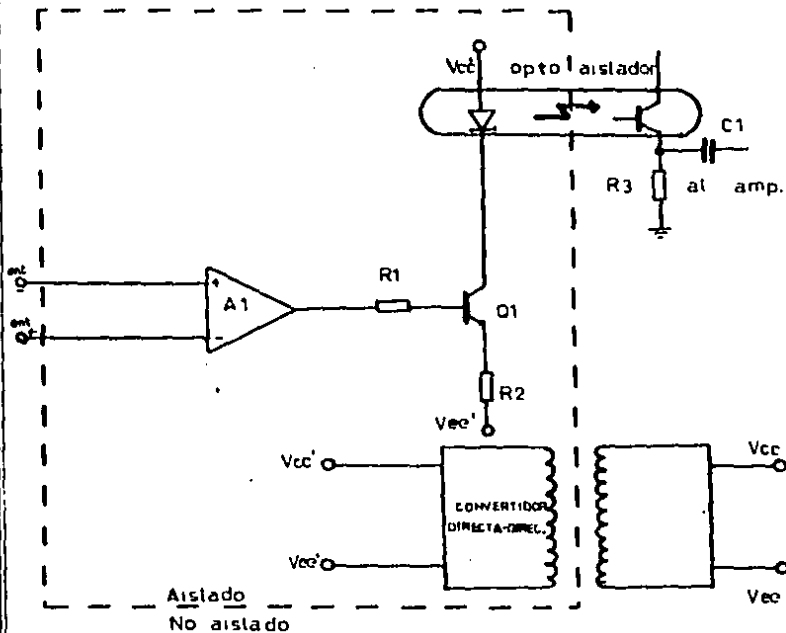 Vcc' opto aislador
C1
R3 al amp.
ent
-
R1
+
A1
Q1
ent
+
-
R2
Vee'
Vcc' Vcc
CONVERTIDOR
DIRECTA-DIREC.
Vee' Vee
Aislado
No aislado